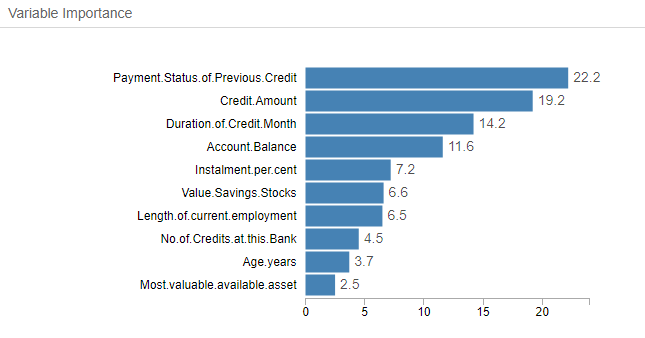 Variable Importance
Payment.Status.of.Previous.Credit 22.2
Credit.Amount 19.2
Duration.of.Credit.Month 14.2
Account.Balance 11.6
Instalment.per.cent 7.2
Value.Savings.Stocks 6.6
Length.of.current.employment 6.5
No.of.Credits.at.this.Bank 4.5
Age.years 3.7
Most.valuable.available.asset 2.5
0 5 10 15 20